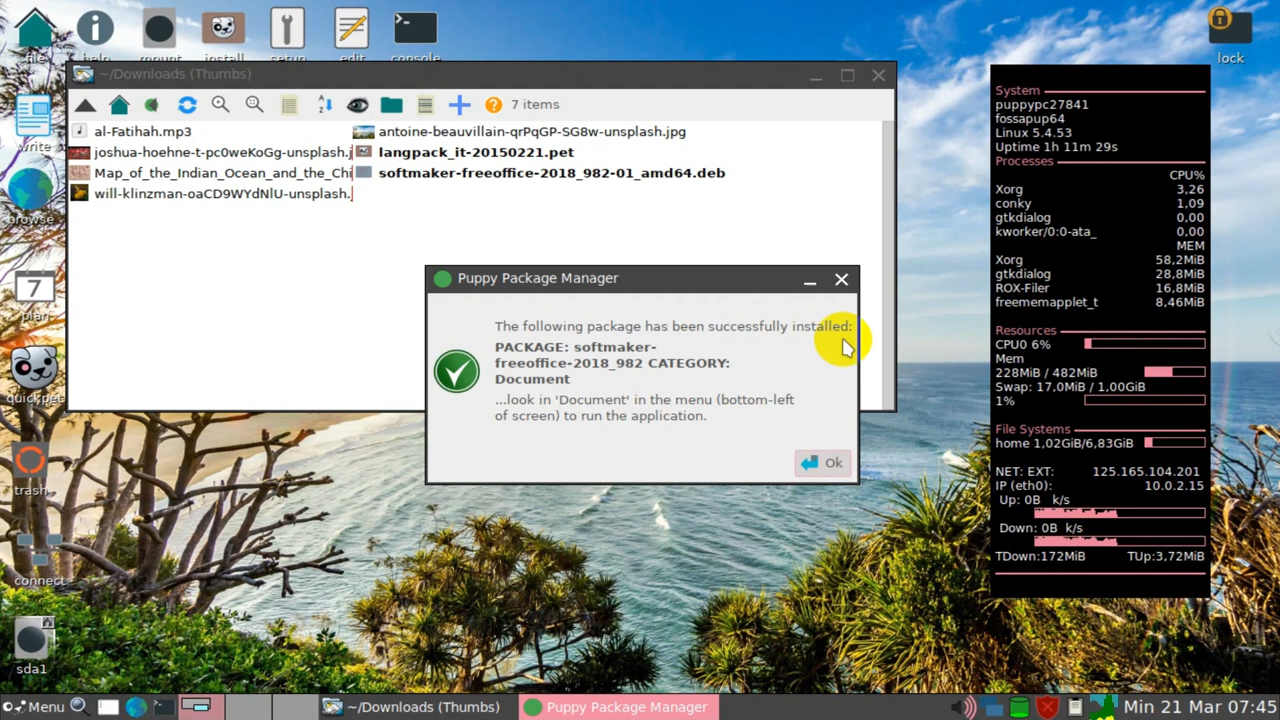 file
help
mount
install
setup
edit
console
lock
~/Downloads (Thumbs)
7 items
al-Fatihah.mp3
antoine-beauvillain-qrPqGP-SG8w-unsplash.jpg
joshua-hoehne-t-pc0weKoGg-unsplash.j
langpack_it-20150221.pet
Map_of_the_Indian_Ocean_and_the_Chi
softmaker-freeoffice-2018_982-01_amd64.deb
will-klinzman-oaCD9WYdNlU-unsplash.j
write
browse
7
plan
quickpet
trash
connect
sda1
Puppy Package Manager
The following package has been successfully installed:
PACKAGE: softmaker-
freeoffice-2018_982 CATEGORY:
Document
...look in 'Document' in the menu (bottom-left
of screen) to run the application.
Ok
System
puppypc27841
fossapup64
Linux 5.4.53
Uptime 1h 11m 29s
Processes
CPU%
Xorg 3,26
conky 1,09
gtkdialog 0,00
kworker/0:0-ata_ 0,00
MEM
Xorg 58,2MiB
gtkdialog 28,8MiB
ROX-Filer 16,8MiB
freememapplet_t 8,46MiB
Resources
CPU0 6%
Mem
228MiB / 482MiB
Swap: 17,0MiB / 1,00GiB
1%
File Systems
home 1,02GiB/6,83GiB
NET: EXT: 125.165.104.201
IP (eth0): 10.0.2.15
Up: 0B k/s
Down: 0B k/s
TDown:172MiB TUp:3,72MiB
Menu
~/Downloads (Thumbs)
Puppy Package Manager
Min 21 Mar 07:45